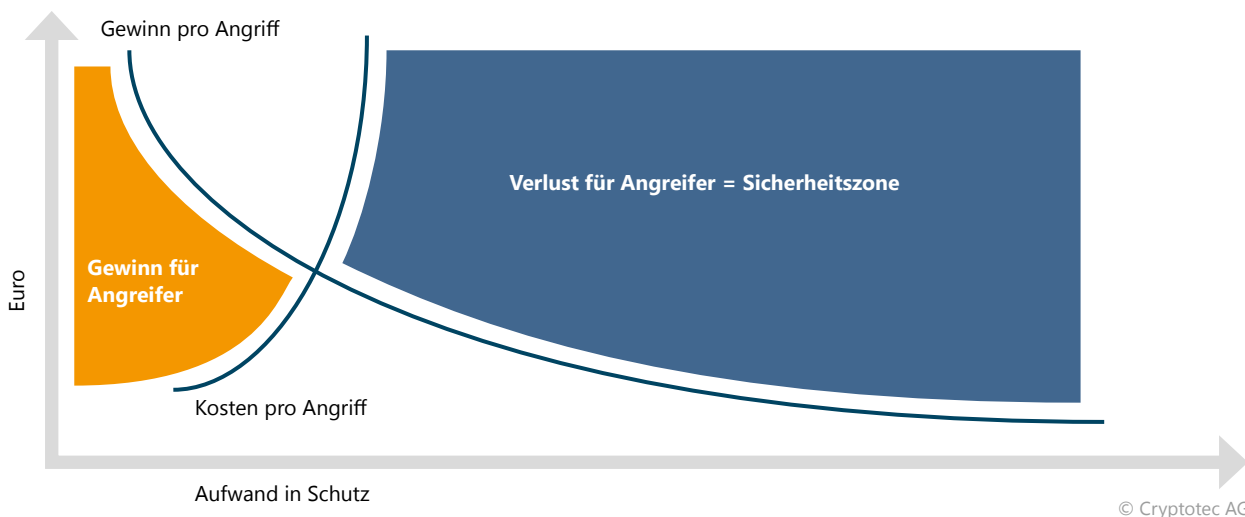 Gewinn pro Angriff
Verlust für Angreifer = Sicherheitszone
Gewinn für
Angreifer
Euro
Kosten pro Angriff
Aufwand in Schutz
© Cryptotec AG